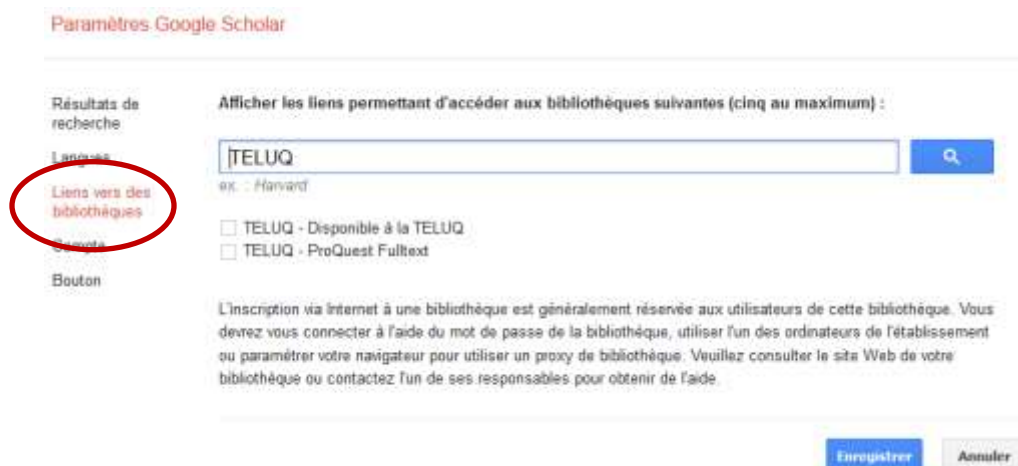 Paramètres Google Scholar
Résultats de
recherche
Langues
Liens vers des
bibliothèques
Compte
Bouton
Afficher les liens permettant d'accéder aux bibliothèques suivantes (cinq au maximum) :
TELUQ
ex. : Harvard
TELUQ - Disponible à la TELUQ
TELUQ - ProQuest Fulltext
L'inscription via Internet à une bibliothèque est généralement réservée aux utilisateurs de cette bibliothèque. Vous
devrez vous connecter à l'aide du mot de passe de la bibliothèque, utiliser l'un des ordinateurs de l'établissement
ou paramétrer votre navigateur pour utiliser un proxy de bibliothèque. Veuillez consulter le site Web de votre
bibliothèque ou contactez l'un de ses responsables pour obtenir de l'aide.
Enregistrer
Annuler